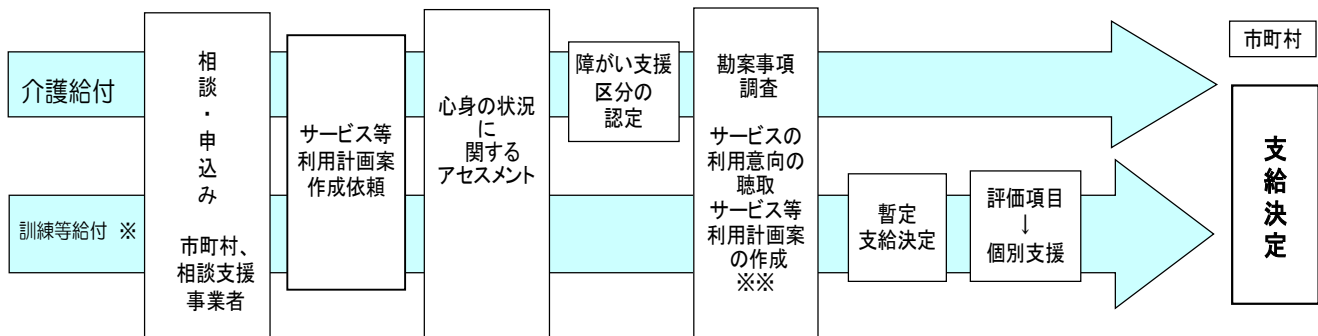 介護給付
訓練等給付 ※
相談・申込み
市町村、
相談支援
事業者
サービス等
利用計画案
作成依頼
心身の状況
に
関する
アセスメント
障がい支援
区分の
認定
勘案事項
調査
サービスの
利用意向の
聴取
サービス等
利用計画案
の作成
※※
暫定
支給決定
評価項目
↓
個別支援
市町村
支給決定